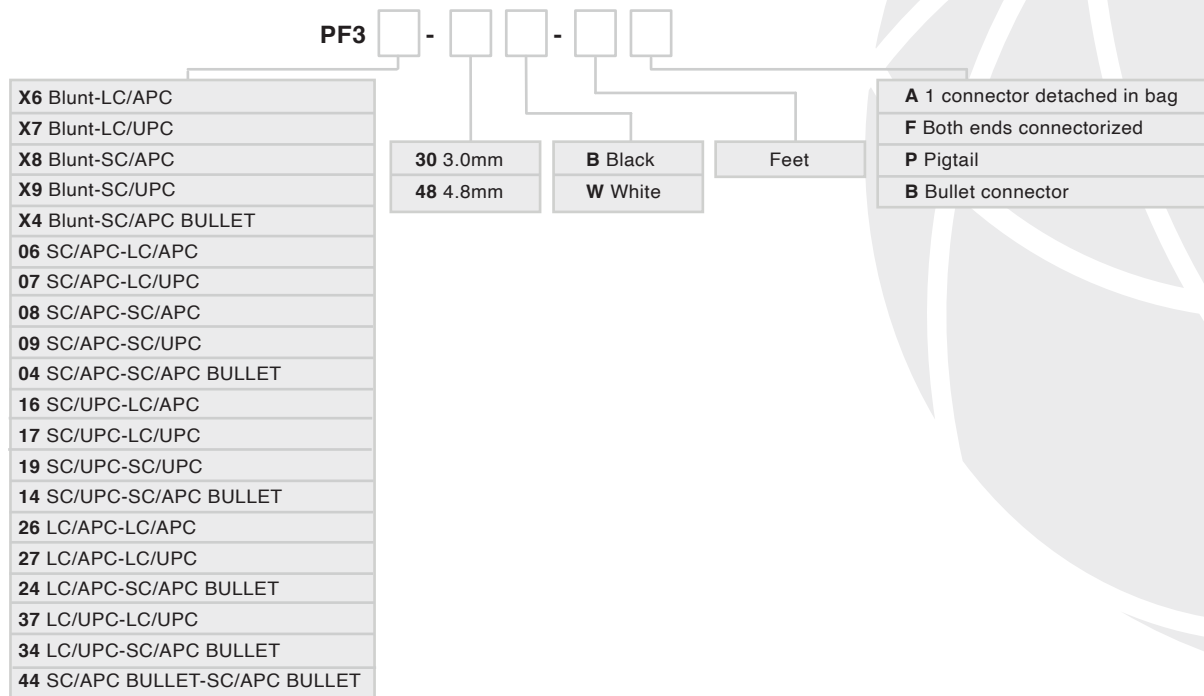 PF3 - -
X6 Blunt-LC/APC
X7 Blunt-LC/UPC
X8 Blunt-SC/APC
X9 Blunt-SC/UPC
X4 Blunt-SC/APC BULLET
06 SC/APC-LC/APC
07 SC/APC-LC/UPC
08 SC/APC-SC/APC
09 SC/APC-SC/UPC
04 SC/APC-SC/APC BULLET
16 SC/UPC-LC/APC
17 SC/UPC-LC/UPC
19 SC/UPC-SC/UPC
14 SC/UPC-SC/APC BULLET
26 LC/APC-LC/APC
27 LC/APC-LC/UPC
24 LC/APC-SC/APC BULLET
37 LC/UPC-LC/UPC
34 LC/UPC-SC/APC BULLET
44 SC/APC BULLET-SC/APC BULLET
30 3.0mm
48 4.8mm
B Black
W White
Feet
A 1 connector detached in bag
F Both ends connectorized
P Pigtail
B Bullet connector